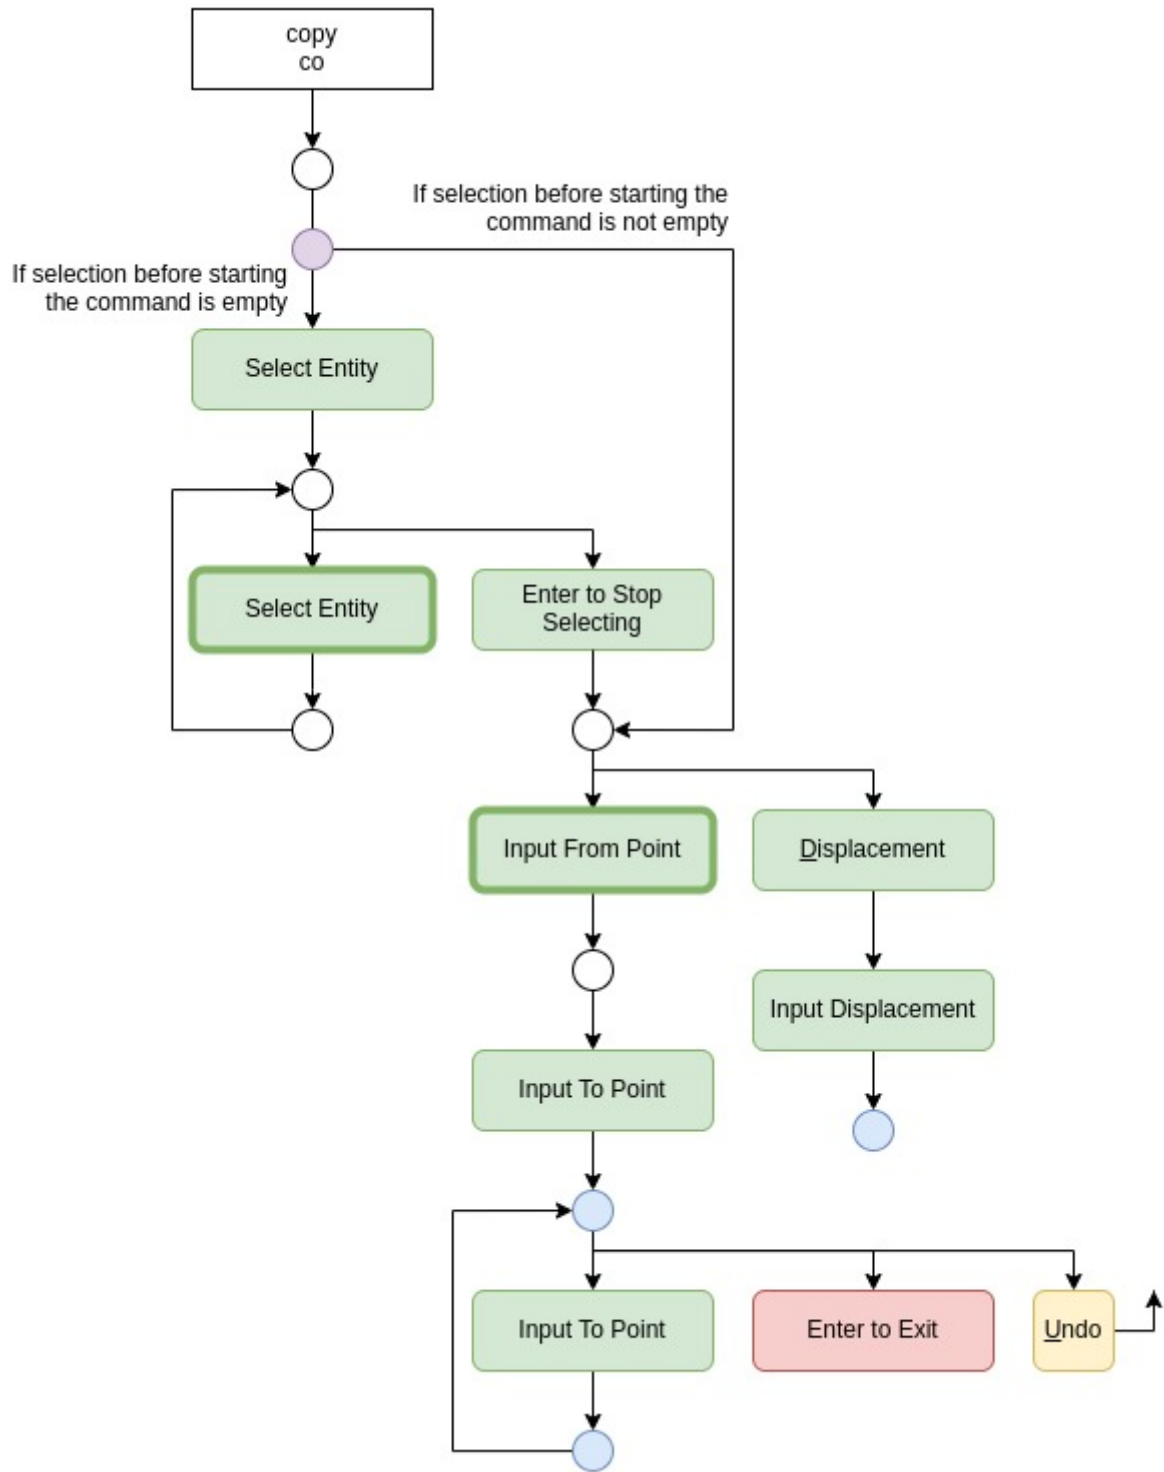 copy
co
If selection before starting the
command is not empty
If selection before starting
the command is empty
Select Entity
Select Entity
Enter to Stop
Selecting
Input From Point
Displacement
Input Displacement
Input To Point
Input To Point
Enter to Exit
Undo